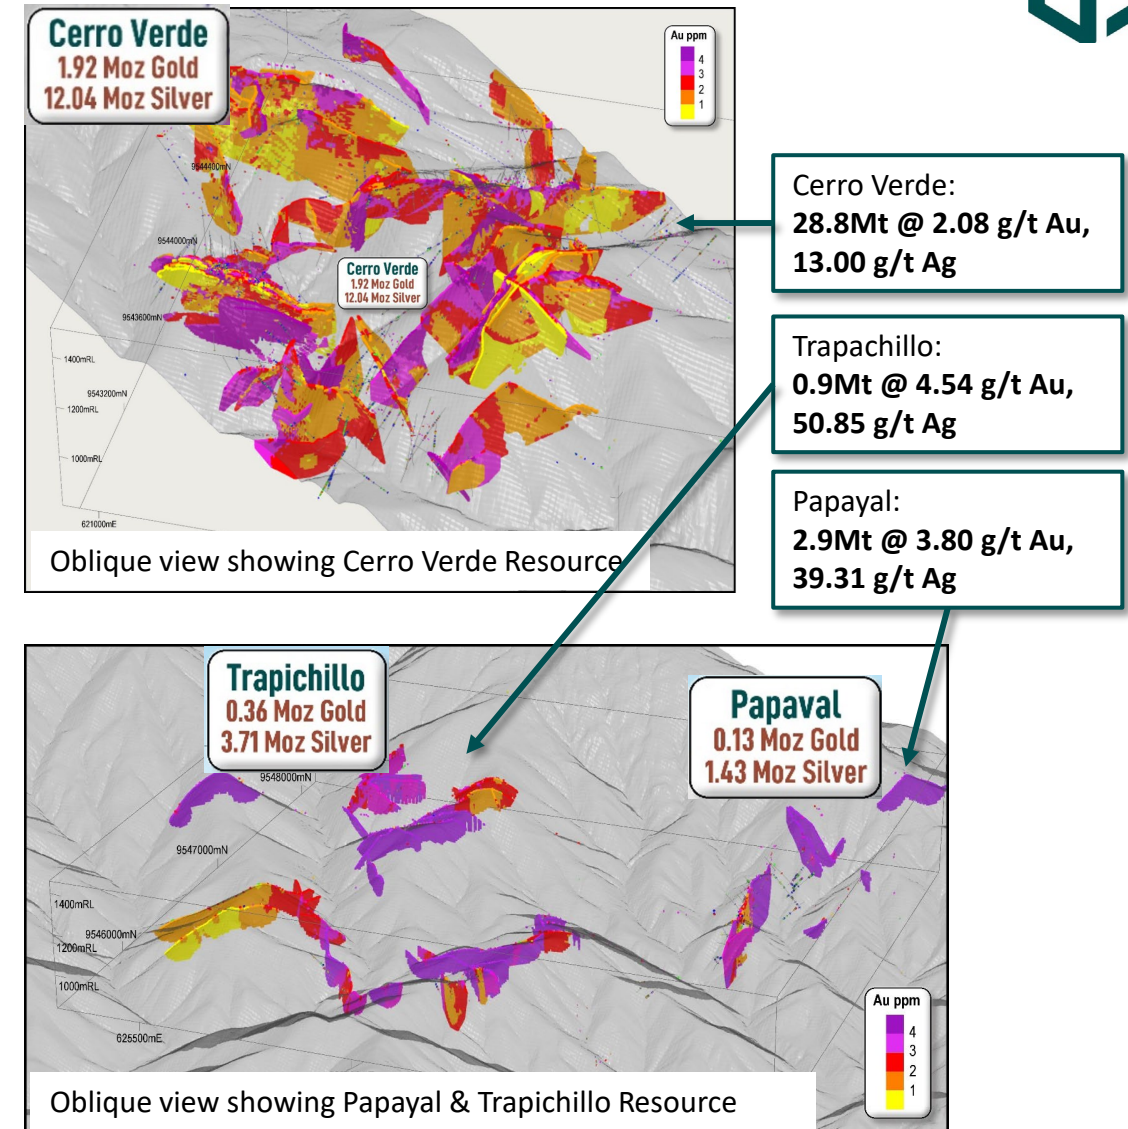 Cerro Verde
1.92 Moz Gold
12.04 Moz Silver
Au ppm
4
3
2
1
9544400mN
9544000mN
9543600mN
1400mRL
9543200mN
1200mRL
1000mRL
621000mE
Cerro Verde
1.92 Moz Gold
12.04 Moz Silver
Oblique view showing Cerro Verde Resource
Cerro Verde:
28.8Mt @ 2.08 g/t Au,
13.00 g/t Ag
Trapachillo:
0.9Mt @ 4.54 g/t Au,
50.85 g/t Ag
Papayal:
2.9Mt @ 3.80 g/t Au,
39.31 g/t Ag
Trapichillo
0.36 Moz Gold
3.71 Moz Silver
Papaval
0.13 Moz Gold
1.43 Moz Silver
9548000mN
9547000mN
1400mRL
9546000mN
1200mRL
1000mRL
625500mE
Au ppm
4
3
2
1
Oblique view showing Papayal & Trapichillo Resource